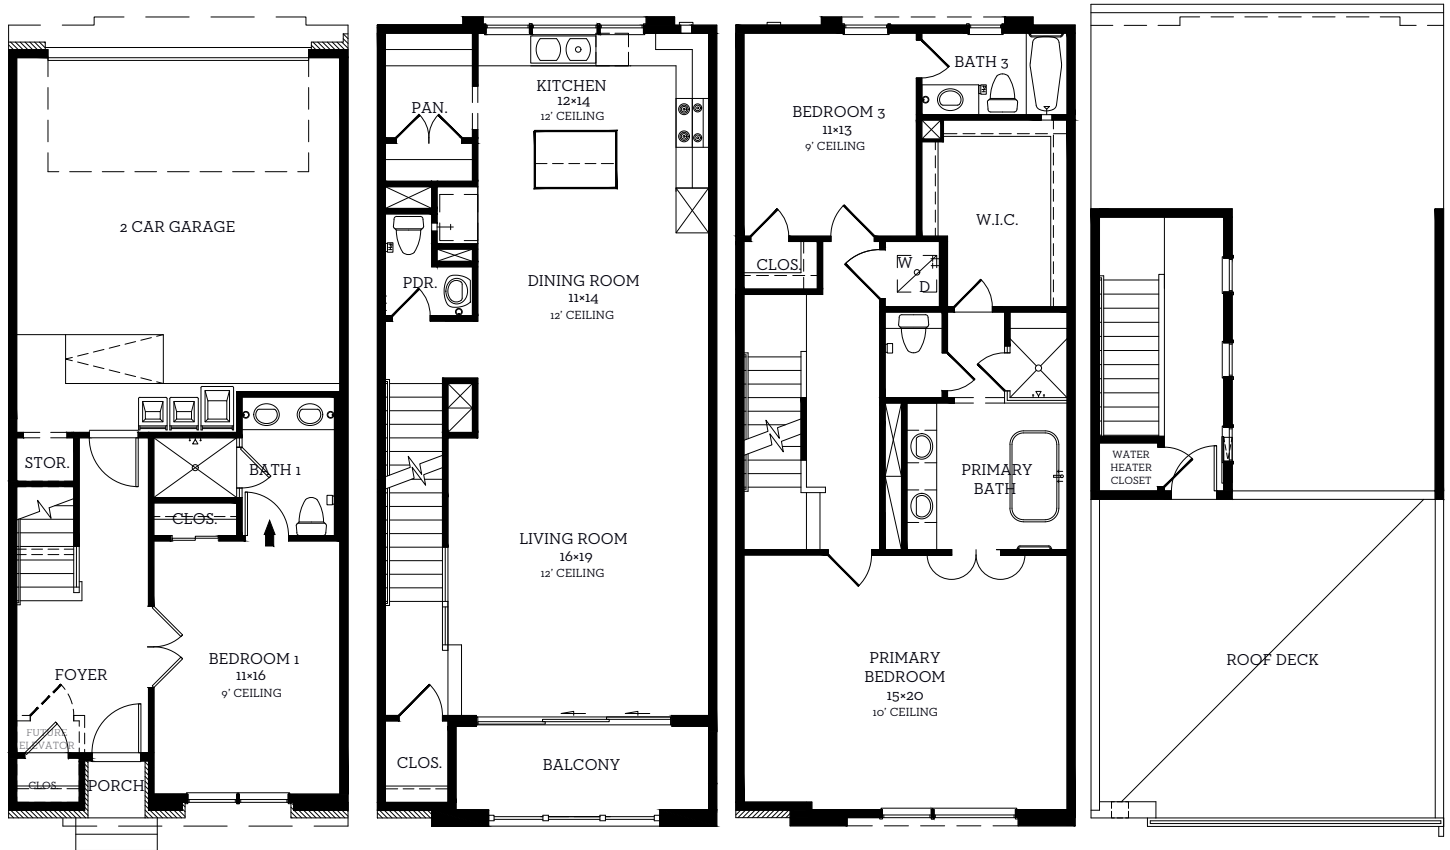 2 CAR GARAGE
STOR.
BATH 1
CLOS.
BEDROOM 1
11×16
9' CEILING
FOYER
FUTURE
ELEVATOR
CLOS.
PORCH
KITCHEN
12×14
12' CEILING
PAN.
PDR.
DINING ROOM
11×14
12' CEILING
LIVING ROOM
16×19
12' CEILING
CLOS.
BALCONY
BATH 3
BEDROOM 3
11×13
9' CEILING
W.I.C.
CLOS.
W
D
PRIMARY
BATH
PRIMARY
BEDROOM
15×20
10' CEILING
WATER
HEATER
CLOSET
ROOF DECK